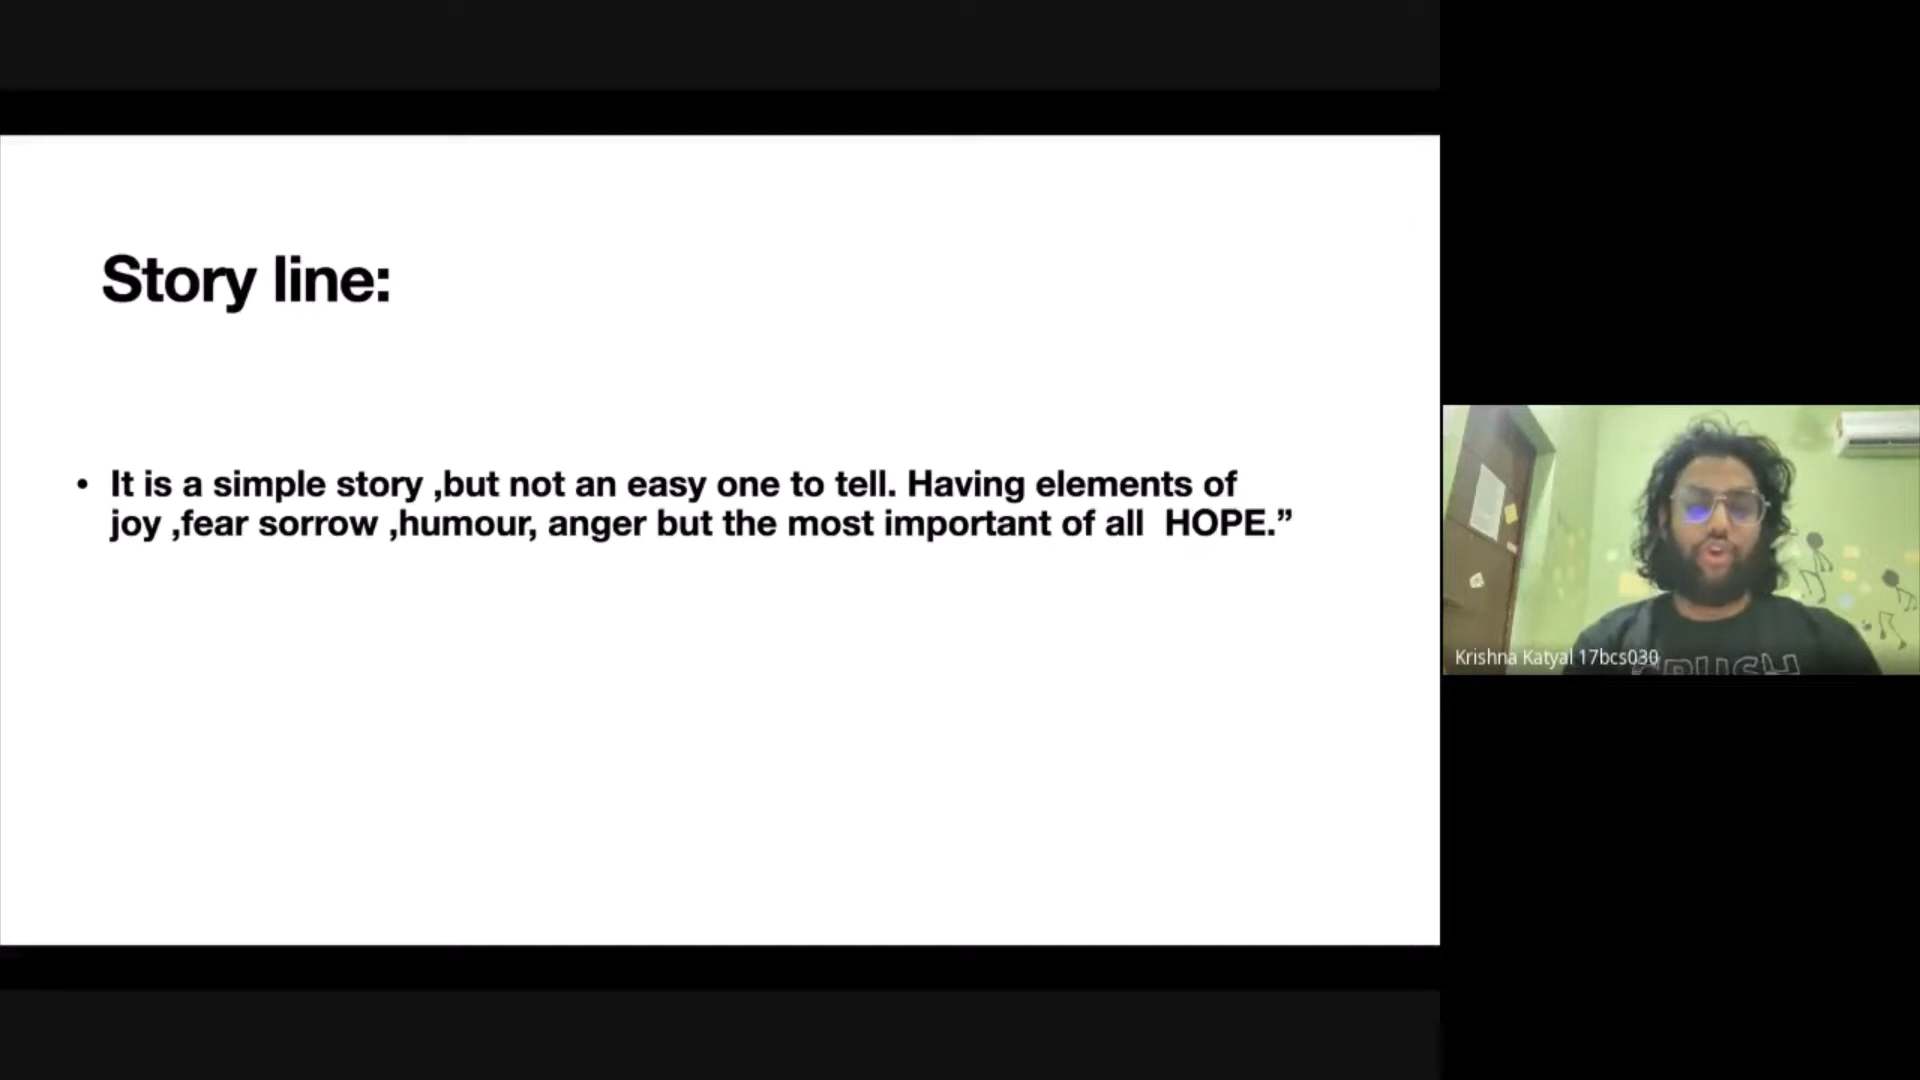 Story line:
• It is a simple story ,but not an easy one to tell. Having elements of
joy ,fear sorrow ,humour, anger but the most important of all  HOPE.”
Krishna Katyal 17bcs030
CRUSH